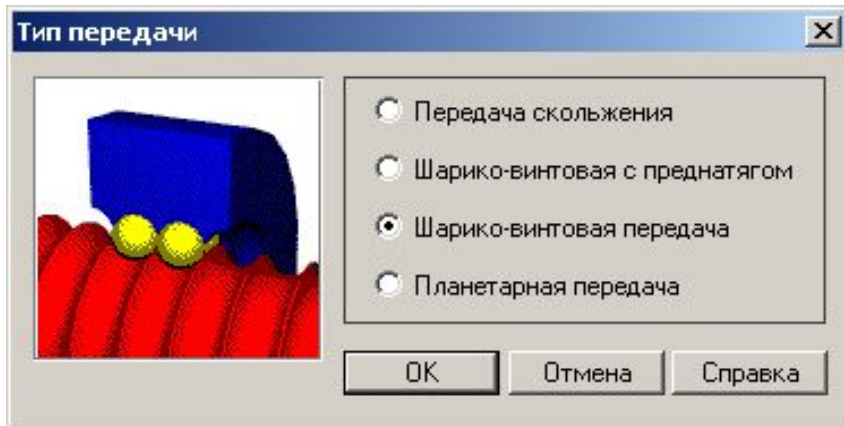 Тип передачи
Передача скольжения
Шарико-винтовая с преднатягом
Шарико-винтовая передача
Планетарная передача
OK Отмена Справка